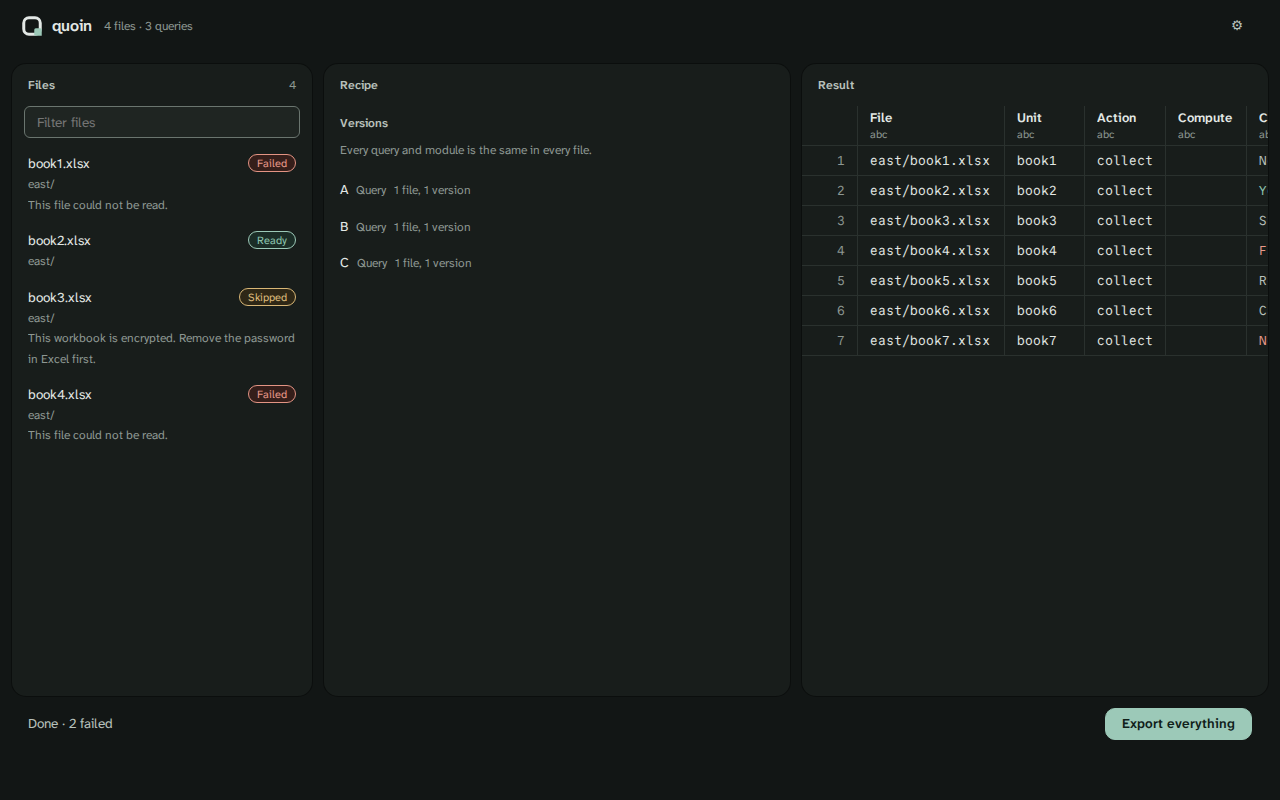 quoin 4 files · 3 queries
Files 4
Filter files
book1.xlsx Failed
east/
This file could not be read.
book2.xlsx Ready
east/
book3.xlsx Skipped
east/
This workbook is encrypted. Remove the password
in Excel first.
book4.xlsx Failed
east/
This file could not be read.
Recipe
Versions
Every query and module is the same in every file.
A Query 1 file, 1 version
B Query 1 file, 1 version
C Query 1 file, 1 version
Result
File Unit Action Compute C
abc abc abc abc
1 east/book1.xlsx book1 collect N
2 east/book2.xlsx book2 collect Y
3 east/book3.xlsx book3 collect S
4 east/book4.xlsx book4 collect F
5 east/book5.xlsx book5 collect R
6 east/book6.xlsx book6 collect C
7 east/book7.xlsx book7 collect N
Done · 2 failed
Export everything